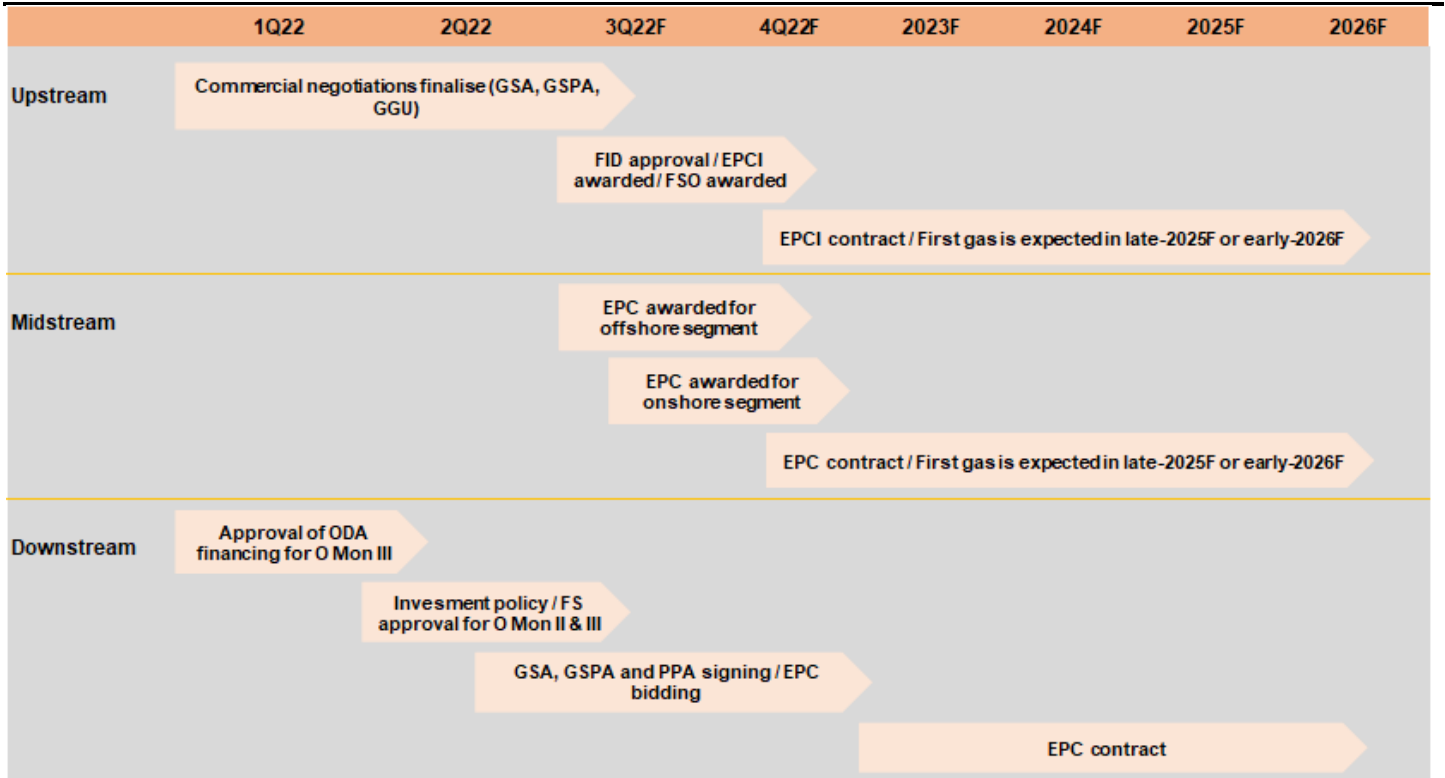 1Q22 2Q22 3Q22F 4Q22F 2023F 2024F 2025F 2026F
Upstream
Commercial negotiations finalise (GSA, GSPA,
GGU)
FID approval / EPCI
awarded / FSO awarded
EPCI contract / First gas is expected in late-2025F or early-2026F
Midstream
EPC awarded for
offshore segment
EPC awarded for
onshore segment
EPC contract / First gas is expected in late-2025F or early-2026F
Downstream
Approval of ODA
financing for O Mon III
Invesment policy / FS
approval for O Mon II & III
GSA, GSPA and PPA signing / EPC
bidding
EPC contract